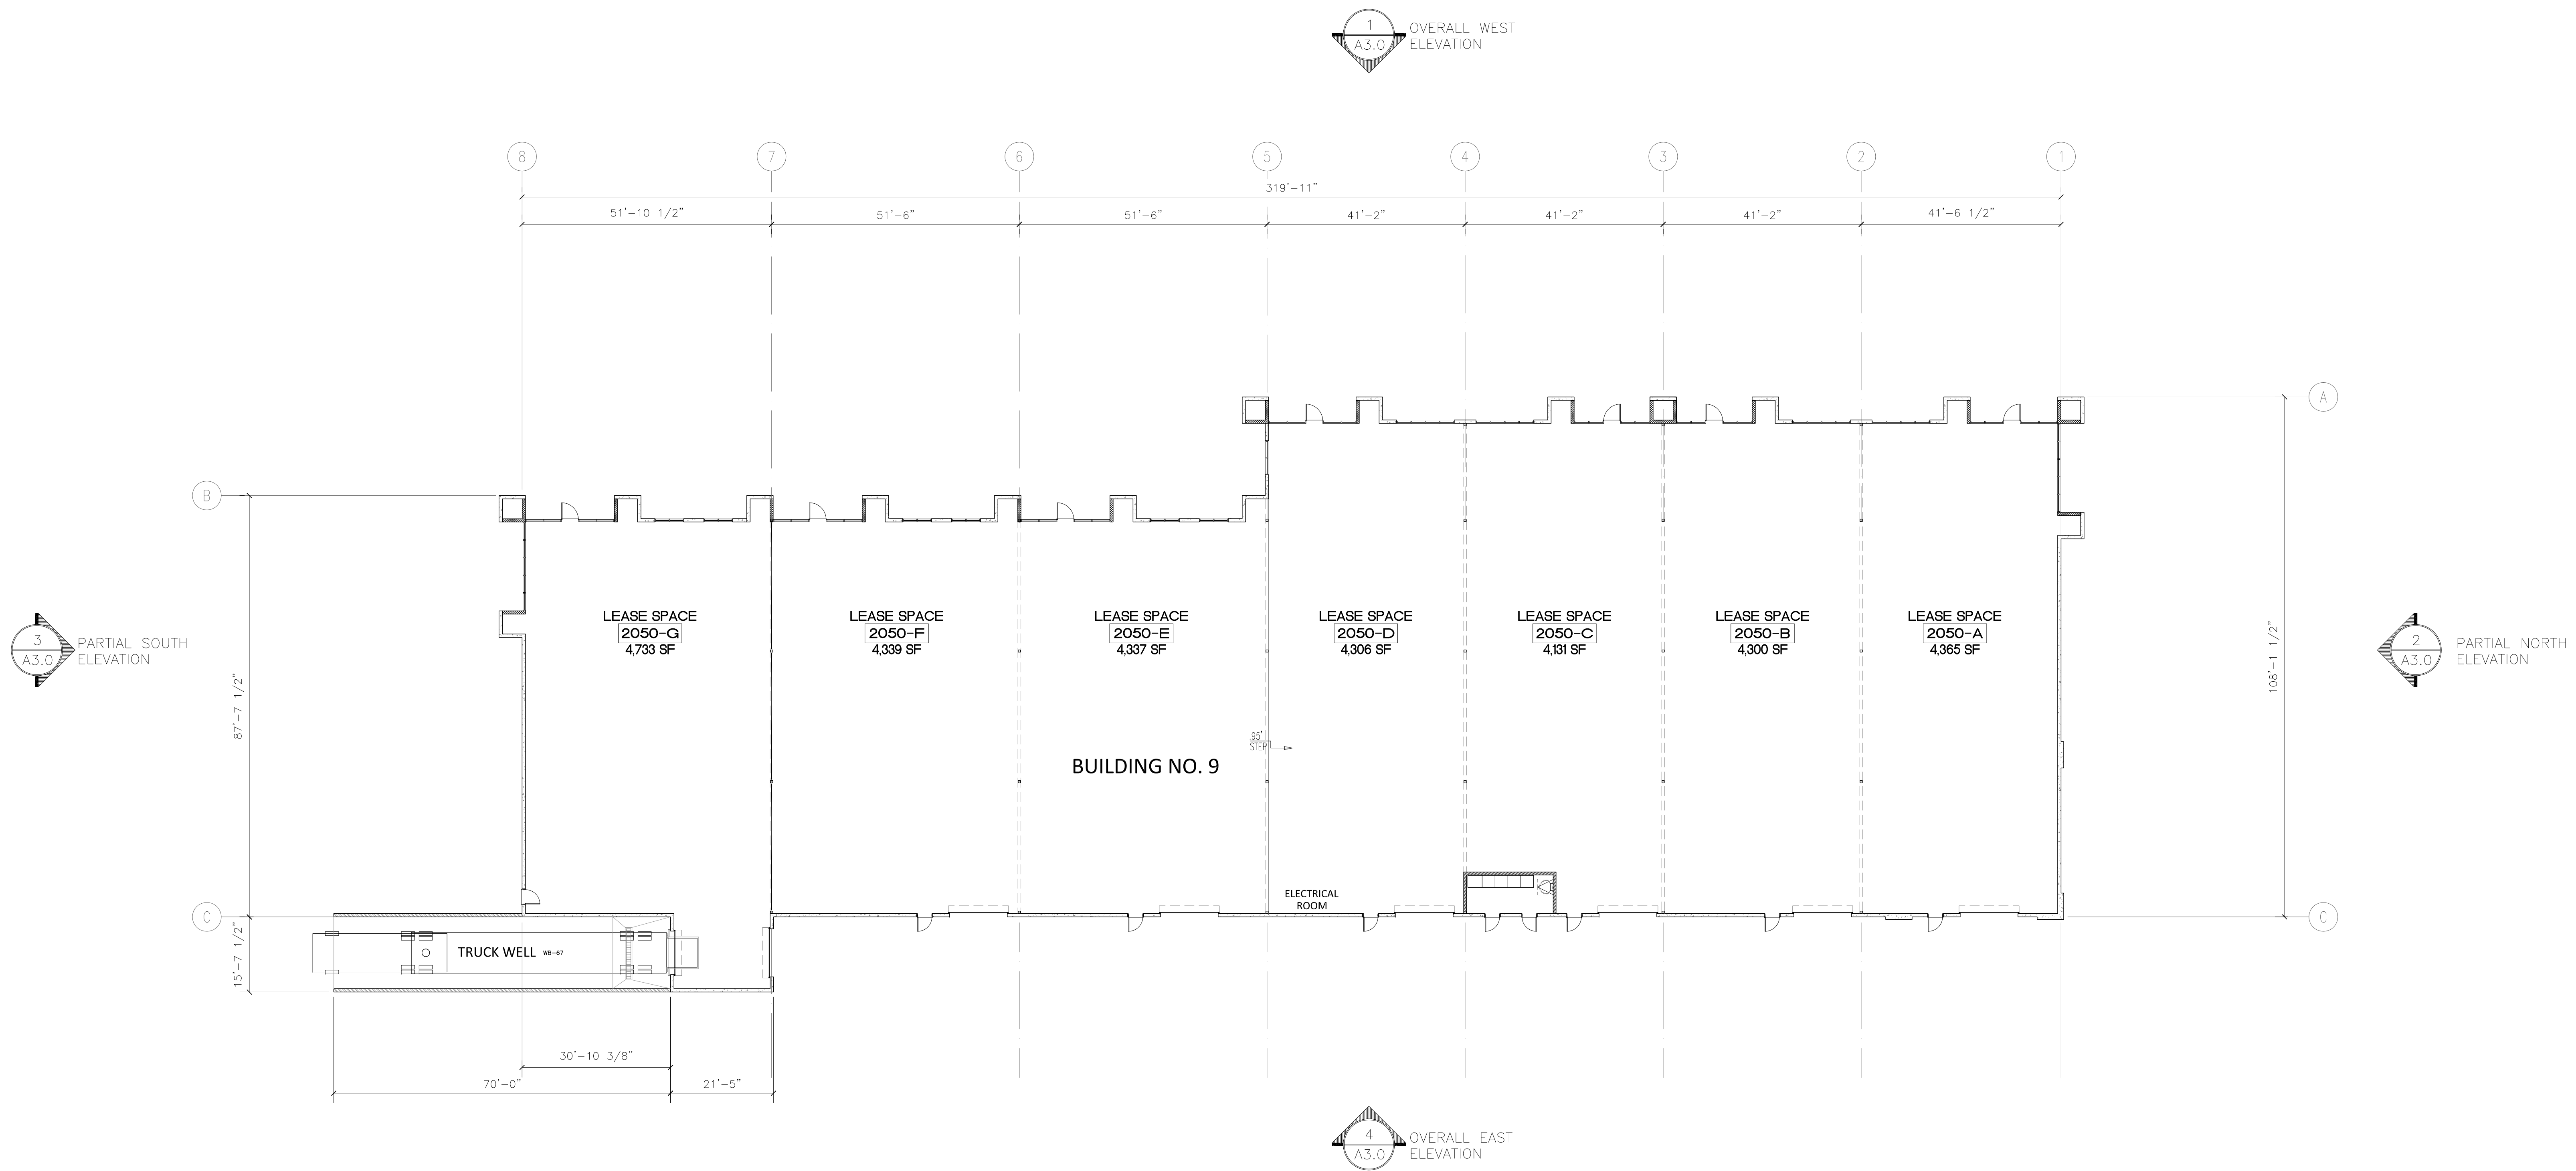 1
A3.0
OVERALL WEST
ELEVATION
8
7
6
5
4
3
2
1
319'-11"
51'-10 1/2"
51'-6"
51'-6"
41'-2"
41'-2"
41'-2"
41'-6 1/2"
A
B
LEASE SPACE
2050-G
4,733 SF
LEASE SPACE
2050-F
4,339 SF
LEASE SPACE
2050-E
4,337 SF
LEASE SPACE
2050-D
4,306 SF
LEASE SPACE
2050-C
4,131 SF
LEASE SPACE
2050-B
4,300 SF
LEASE SPACE
2050-A
4,365 SF
3
A3.0
PARTIAL SOUTH
ELEVATION
2
A3.0
PARTIAL NORTH
ELEVATION
87'-7 1/2"
108'-1 1/2"
.95'
STEP
BUILDING NO. 9
ELECTRICAL
ROOM
C
C
15'-7 1/2"
TRUCK WELL WB-67
30'-10 3/8"
70'-0"
21'-5"
4
A3.0
OVERALL EAST
ELEVATION